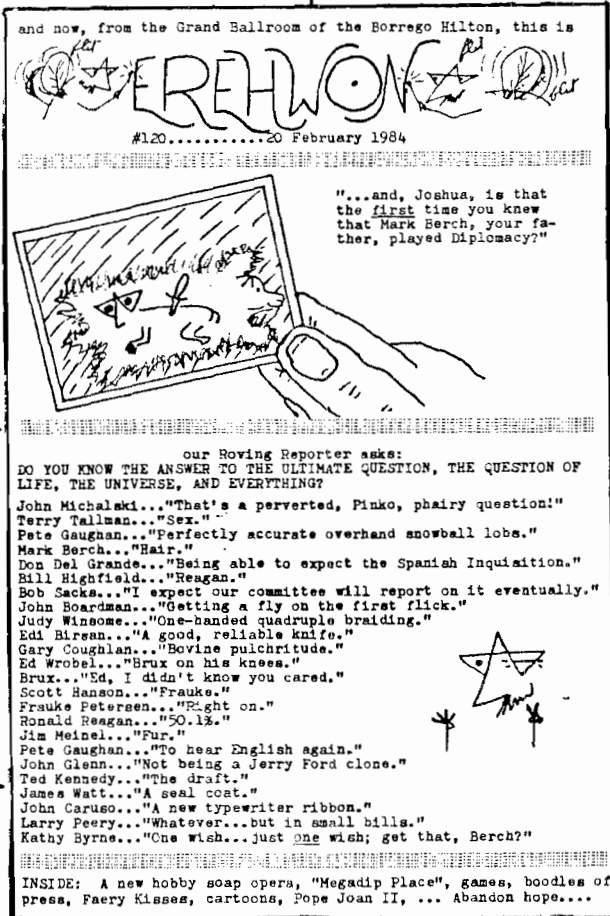 and now, from the Grand Ballroom of the Borrego Hilton, this is
flit
flit
EREHWON
#120...........20 February 1984
"...and, Joshua, is that
the first time you knew
that Mark Berch, your fa-
ther, played Diplomacy?"
our Roving Reporter asks:
DO YOU KNOW THE ANSWER TO THE ULTIMATE QUESTION, THE QUESTION OF
LIFE, THE UNIVERSE, AND EVERYTHING?
John Michalski..."That's a perverted, Pinko, phairy question!"
Terry Tallman..."Sex."
Pete Gaughan..."Perfectly accurate overhand snowball lobs."
Mark Berch..."Hair."
Don Del Grande..."Being able to expect the Spanish Inquisition."
Bill Highfield..."Reagan."
Bob Sacks..."I expect our committee will report on it eventually."
John Boardman..."Getting a fly on the first flick."
Judy Winsome..."One-handed quadruple braiding."
Edi Birsan..."A good, reliable knife."
Gary Coughlan..."Bovine pulchritude."
Ed Wrobel..."Brux on his knees."
Brux..."Ed, I didn't know you cared."
Scott Hanson..."Frauke."
Frauke Petersen..."Right on."
Ronald Reagan..."50.1%."
Jim Meinel..."Fur."
Pete Gaughan..."To hear English again."
John Glenn..."Not being a Jerry Ford clone."
Ted Kennedy..."The draft."
James Watt..."A seal coat."
John Caruso..."A new typewriter ribbon."
Larry Peery..."Whatever...but in small bills."
Kathy Byrne..."One wish...just one wish; get that, Berch?"
INSIDE: A new hobby soap opera, "Megadip Place", games, boodles of
press, Faery Kisses, cartoons, Pope Joan II, ... Abandon hope....